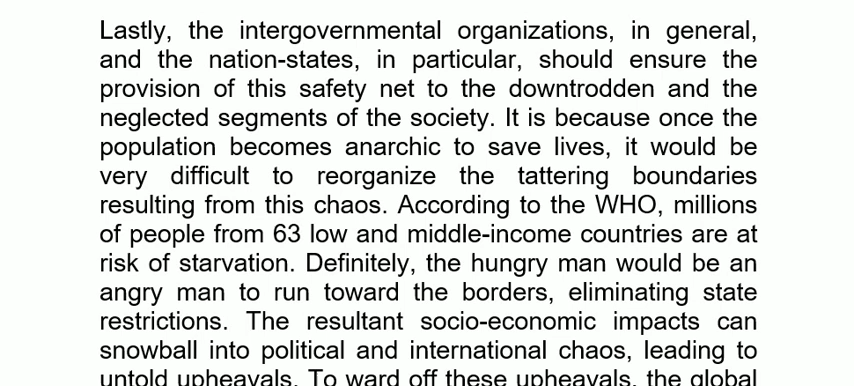 Lastly, the intergovernmental organizations, in general,
and the nation-states, in particular, should ensure the
provision of this safety net to the downtrodden and the
neglected segments of the society. It is because once the
population becomes anarchic to save lives, it would be
very difficult to reorganize the tattering boundaries
resulting from this chaos. According to the WHO, millions
of people from 63 low and middle-income countries are at
risk of starvation. Definitely, the hungry man would be an
angry man to run toward the borders, eliminating state
restrictions. The resultant socio-economic impacts can
snowball into political and international chaos, leading to
untold upheavals. To ward off these upheavals, the global